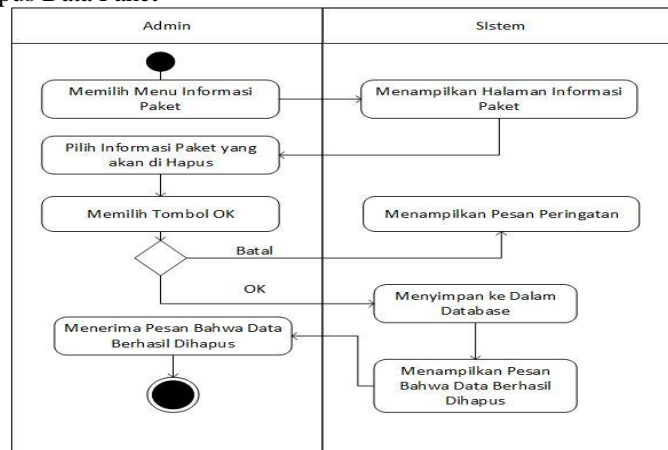 Data Paket
Admin
SIstem
Memilih Menu Informasi
Paket
Menampilkan Halaman Informasi
Paket
Pilih Informasi Paket yang
akan di Hapus
Memilih Tombol OK
Menampilkan Pesan Peringatan
Batal
OK
Menyimpan ke Dalam
Database
Menerima Pesan Bahwa Data
Berhasil Dihapus
Menampilkan Pesan
Bahwa Data Berhasil
Dihapus